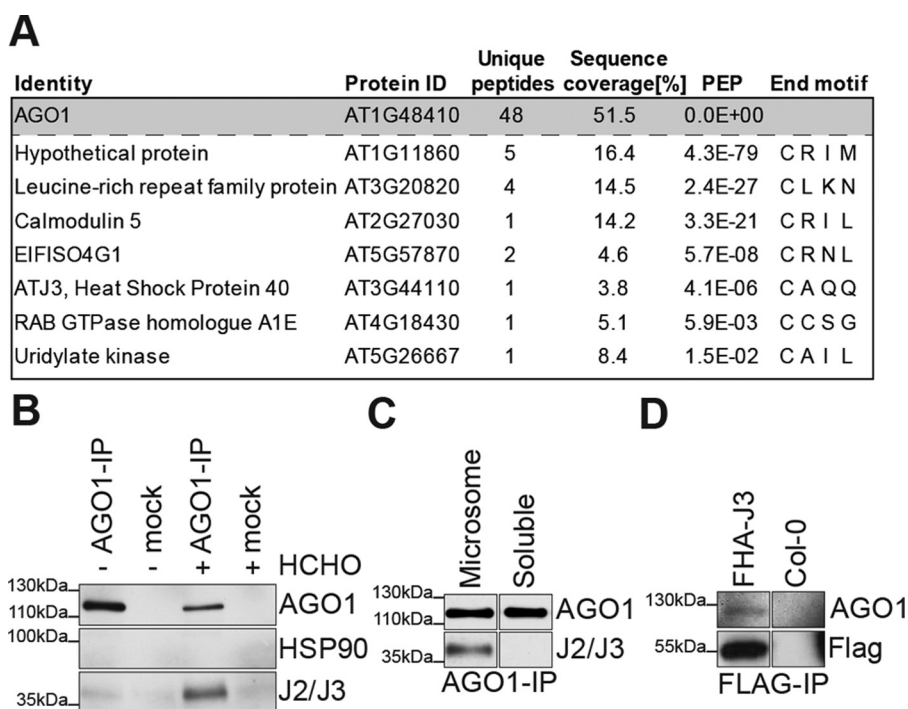 A
Identity Protein ID Unique peptides Sequence coverage[%] PEP End motif
AGO1 AT1G48410 48 51.5 0.0E+00
Hypothetical protein AT1G11860 5 16.4 4.3E-79 C R I M
Leucine-rich repeat family protein AT3G20820 4 14.5 2.4E-27 C L K N
Calmodulin 5 AT2G27030 1 14.2 3.3E-21 C R I L
EIFISO4G1 AT5G57870 2 4.6 5.7E-08 C R N L
ATJ3, Heat Shock Protein 40 AT3G44110 1 3.8 4.1E-06 C A Q Q
RAB GTPase homologue A1E AT4G18430 1 5.1 5.9E-03 C C S G
Uridylate kinase AT5G26667 1 8.4 1.5E-02 C A I L
B
AGO1-IP mock AGO1-IP mock
- - + + HCHO
130kDa
110kDa AGO1
100kDa HSP90
35kDa J2/J3
C
Microsome Soluble
130kDa
110kDa AGO1
35kDa J2/J3
AGO1-IP
D
FHA-J3 Col-0
130kDa AGO1
55kDa Flag
FLAG-IP